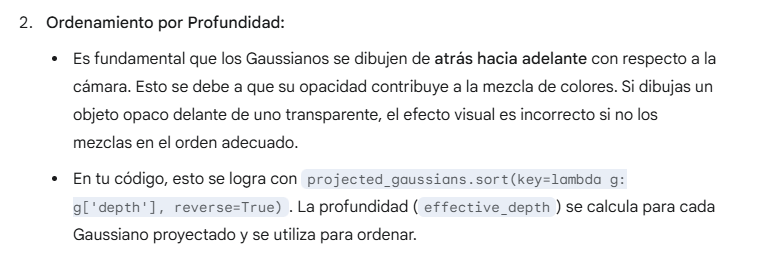 2. Ordenamiento por Profundidad:
• Es fundamental que los Gaussianos se dibujen de atrás hacia adelante con respecto a la
cámara. Esto se debe a que su opacidad contribuye a la mezcla de colores. Si dibujas un
objeto opaco delante de uno transparente, el efecto visual es incorrecto si no los
mezclas en el orden adecuado.
• En tu código, esto se logra con projected_gaussians.sort(key=lambda g:
g['depth'], reverse=True) . La profundidad ( effective_depth ) se calcula para cada
Gaussiano proyectado y se utiliza para ordenar.